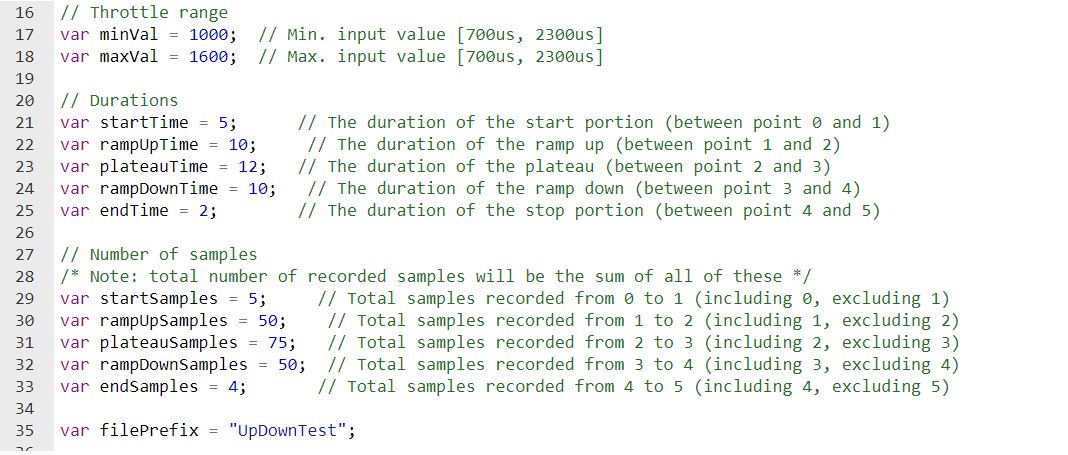 16 // Throttle range
17 var minVal = 1000;  // Min. input value [700us, 2300us]
18 var maxVal = 1600;  // Max. input value [700us, 2300us]
19
20 // Durations
21 var startTime = 5;      // The duration of the start portion (between point 0 and 1)
22 var rampUpTime = 10;     // The duration of the ramp up (between point 1 and 2)
23 var plateauTime = 12;   // The duration of the plateau (between point 2 and 3)
24 var rampDownTime = 10;   // The duration of the ramp down (between point 3 and 4)
25 var endTime = 2;        // The duration of the stop portion (between point 4 and 5)
26
27 // Number of samples
28 /* Note: total number of recorded samples will be the sum of all of these */
29 var startSamples = 5;     // Total samples recorded from 0 to 1 (including 0, excluding 1)
30 var rampUpSamples = 50;    // Total samples recorded from 1 to 2 (including 1, excluding 2)
31 var plateauSamples = 75;   // Total samples recorded from 2 to 3 (including 2, excluding 3)
32 var rampDownSamples = 50;  // Total samples recorded from 3 to 4 (including 3, excluding 4)
33 var endSamples = 4;       // Total samples recorded from 4 to 5 (including 4, excluding 5)
34
35 var filePrefix = "UpDownTest";